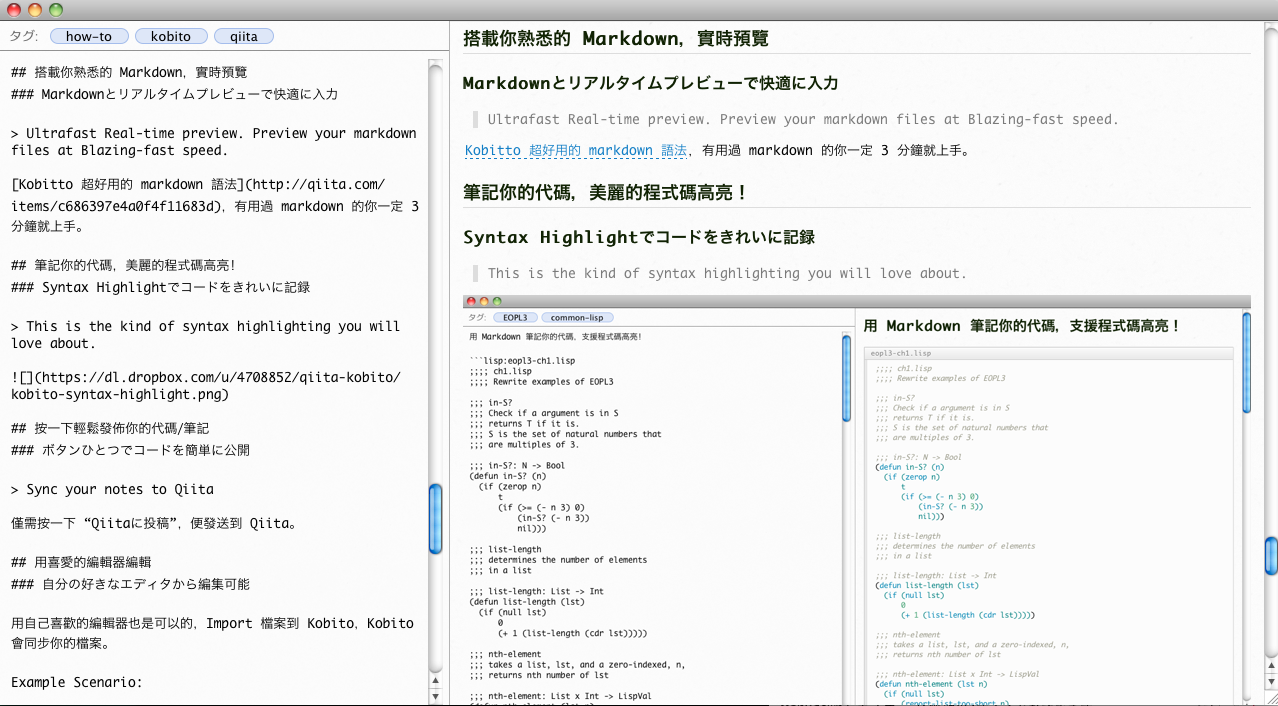 タグ: how-to kobito qiita
## 搭載你熟悉的 Markdown，實時預覽
### Markdownとリアルタイムプレビューで快適に入力
> Ultrafast Real-time preview. Preview your markdown
files at Blazing-fast speed.
[Kobitto 超好用的 markdown 語法](http://qiita.com/
items/c686397e4a0f4f11683d)，有用過 markdown 的你一定 3
分鐘就上手。
## 筆記你的代碼，美麗的程式碼高亮！
### Syntax Highlightでコードをきれいに記録
> This is the kind of syntax highlighting you will
love about.
![](https://dl.dropbox.com/u/4708852/qiita-kobito/
kobito-syntax-highlight.png)
## 按一下輕鬆發佈你的代碼/筆記
### ボタンひとつでコードを簡単に公開
> Sync your notes to Qiita
僅需按一下 “Qiitaに投稿”，便發送到 Qiita。
## 用喜愛的編輯器編輯
### 自分の好きなエディタから編集可能
用自己喜歡的編輯器也是可以的，Import 檔案到 Kobito，Kobito
會同步你的檔案。
Example Scenario:
搭載你熟悉的 Markdown，實時預覽
Markdownとリアルタイムプレビューで快適に入力
Ultrafast Real-time preview. Preview your markdown files at Blazing-fast speed.
Kobitto 超好用的 markdown 語法，有用過 markdown 的你一定 3 分鐘就上手。
筆記你的代碼，美麗的程式碼高亮！
Syntax Highlightでコードをきれいに記録
This is the kind of syntax highlighting you will love about.
タグ: EOPL3 common-lisp
用 Markdown 筆記你的代碼，支援程式碼高亮！
```lisp:eopl3-ch1.lisp
;;;; ch1.lisp
;;;; Rewrite examples of EOPL3
;;; in-S?
;;; Check if a argument is in S
;;; returns T if it is.
;;; S is the set of natural numbers that
;;; are multiples of 3.
;;; in-S?: N -> Bool
(defun in-S? (n)
(if (zerop n)
t
(if (>= (- n 3) 0)
(in-S? (- n 3))
nil)))
;;; list-length
;;; determines the number of elements
;;; in a list
;;; list-length: List -> Int
(defun list-length (lst)
(if (null lst)
0
(+ 1 (list-length (cdr lst)))))
;;; nth-element
;;; takes a list, lst, and a zero-indexed, n,
;;; returns nth number of lst
;;; nth-element: List x Int -> LispVal
(defun nth-element (lst n)
用 Markdown 筆記你的代碼，支援程式碼高亮！
eopl3-ch1.lisp
;;;; ch1.lisp
;;;; Rewrite examples of EOPL3
;;; in-S?
;;; Check if a argument is in S
;;; returns T if it is.
;;; S is the set of natural numbers that
;;; are multiples of 3.
;;; in-S?: N -> Bool
(defun in-S? (n)
(if (zerop n)
t
(if (>= (- n 3) 0)
(in-S? (- n 3))
nil)))
;;; list-length
;;; determines the number of elements
;;; in a list
;;; list-length: List -> Int
(defun list-length (lst)
(if (null lst)
0
(+ 1 (list-length (cdr lst)))))
;;; nth-element
;;; takes a list, lst, and a zero-indexed, n,
;;; returns nth number of lst
;;; nth-element: List x Int -> LispVal
(defun nth-element (lst n)
(if (null lst)
(report-list-too-short n)